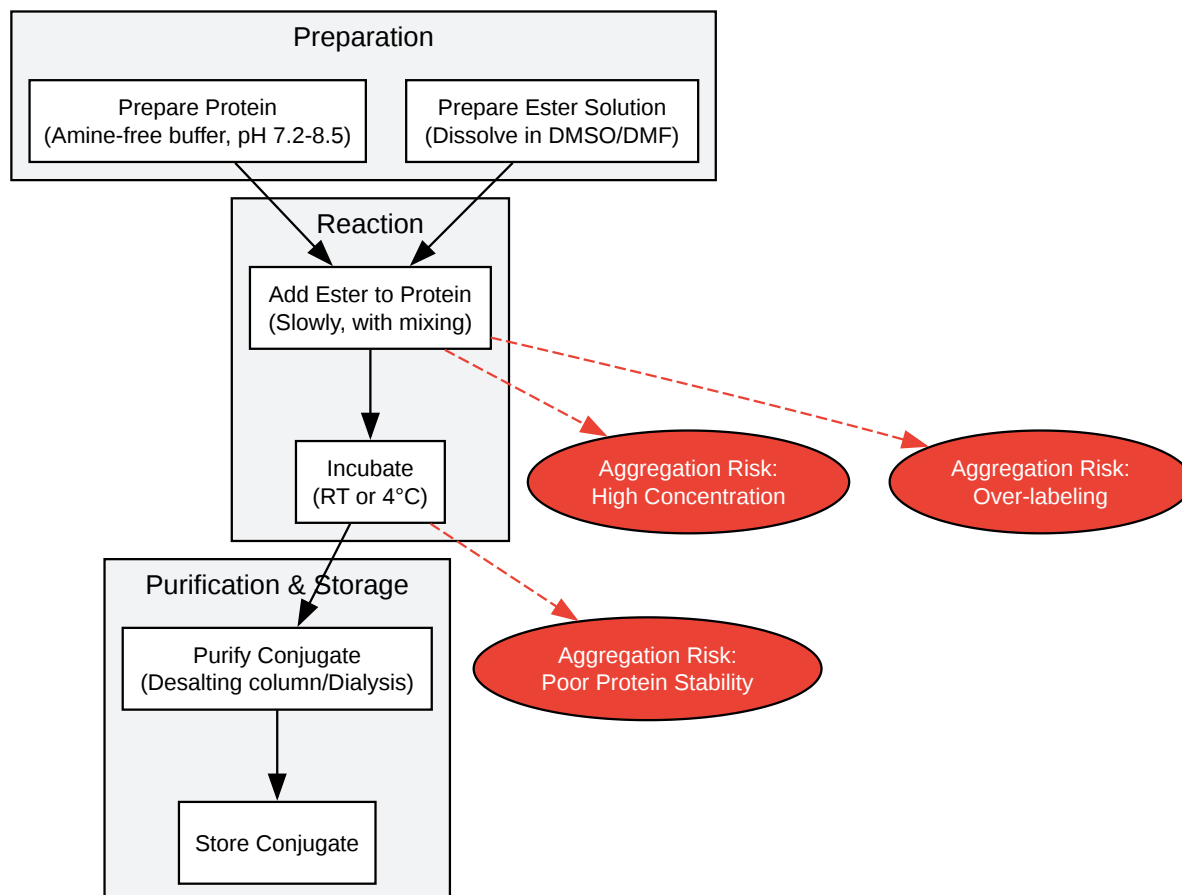 Preparation
Prepare Protein
(Amine-free buffer, pH 7.2-8.5)
Prepare Ester Solution
(Dissolve in DMSO/DMF)
Reaction
Add Ester to Protein
(Slowly, with mixing)
Incubate
(RT or 4°C)
Aggregation Risk:
High Concentration
Aggregation Risk:
Over-labeling
Purification & Storage
Purify Conjugate
(Desalting column/Dialysis)
Aggregation Risk:
Poor Protein Stability
Store Conjugate